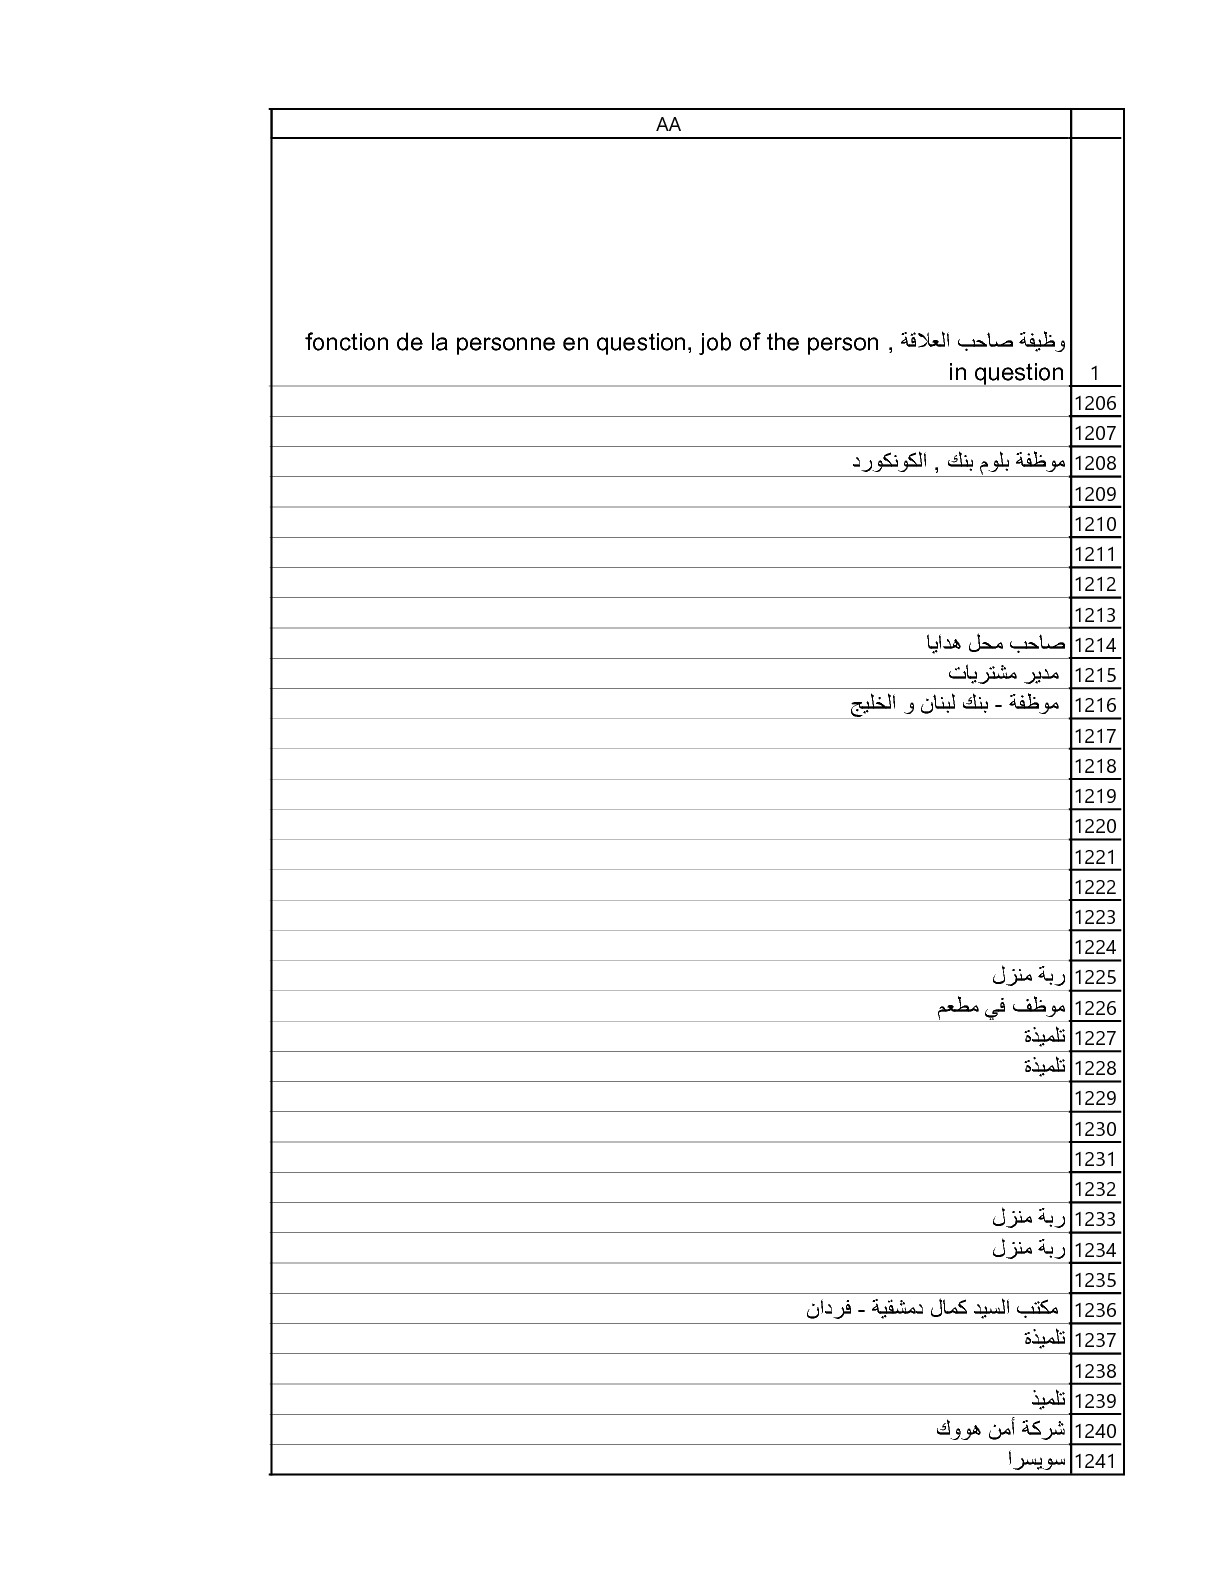 AA
وظيفة صاحب العلاقة , fonction de la personne en question, job of the person
in question 1
1206
1207
موظفة بلوم بنك , الكونكورد 1208
1209
1210
1211
1212
1213
صاحب محل هدايا 1214
مدير مشتريات 1215
موظفة - بنك لبنان و الخليج 1216
1217
1218
1219
1220
1221
1222
1223
1224
ربة منزل 1225
موظف في مطعم 1226
تلميذة 1227
تلميذة 1228
1229
1230
1231
1232
ربة منزل 1233
ربة منزل 1234
1235
مكتب السيد كمال دمشقية - فردان 1236
تلميذة 1237
1238
تلميذ 1239
شركة أمن هووك 1240
سويسرا 1241